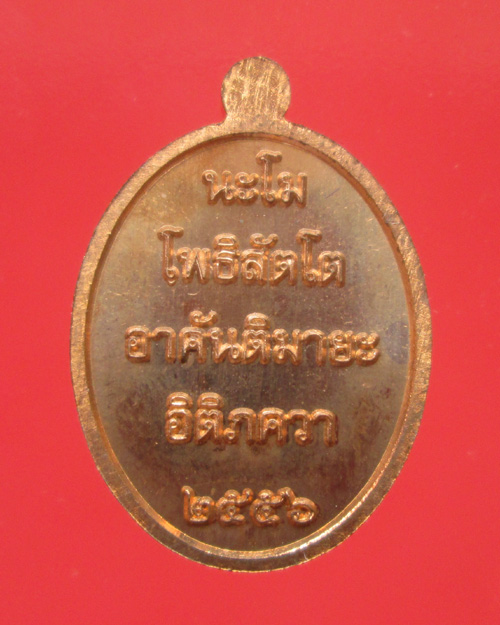 นะโม
โพธิสัตโต
อาคันติมายะ
อิติภควา
๒๕๕๖